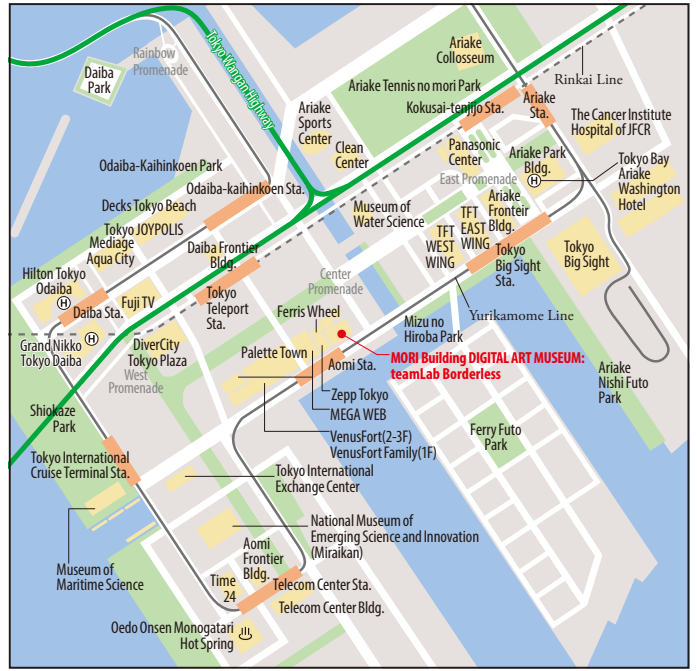 Rainbow
Promenade
Daiba
Park
Tokyo Wangan Highway
Ariake
Collosseum
Rinkai Line
Ariake Tennis no mori Park
Kokusai-tenjijo Sta.
Ariake
Sta.
Ariake
Sports
Center
Clean
Center
The Cancer Institute
Hospital of JFCR
Panasonic
Center
Ariake Park
Bldg.
H
Tokyo Bay
Ariake
Washington
Hotel
East Promenade
Odaiba-Kaihinkoen Park
Odaiba-kaihinkoen Sta.
Decks Tokyo Beach
Tokyo JOYPOLIS
Mediage
Aqua City
Museum of
Water Science
Ariake
Fronteir
Bldg.
TFT
EAST
WING
TFT
WEST
WING
Daiba Frontier
Bldg.
Tokyo
Big Sight
Sta.
Tokyo
Big Sight
Hilton Tokyo
Odaiba
H
Center
Promenade
Fuji TV
Tokyo
Teleport
Sta.
Daiba Sta.
Ferris Wheel
Mizu no
Hiroba Park
Yurikamome Line
Grand Nikko
Tokyo Daiba
H
DiverCity
Tokyo Plaza
West
Promenade
Palette Town
Aomi Sta.
MORI Building DIGITAL ART MUSEUM:
teamLab Borderless
Ariake
Nishi Futo
Park
Zepp Tokyo
MEGA WEB
VenusFort(2-3F)
VenusFort Family(1F)
Shiokaze
Park
Ferry Futo
Park
Tokyo International
Cruise Terminal Sta.
Tokyo International
Exchange Center
National Museum of
Emerging Science and Innovation
(Miraikan)
Museum of
Maritime Science
Aomi
Frontier
Bldg.
Time
24
Telecom Center Sta.
Telecom Center Bldg.
Oedo Onsen Monogatari
Hot Spring